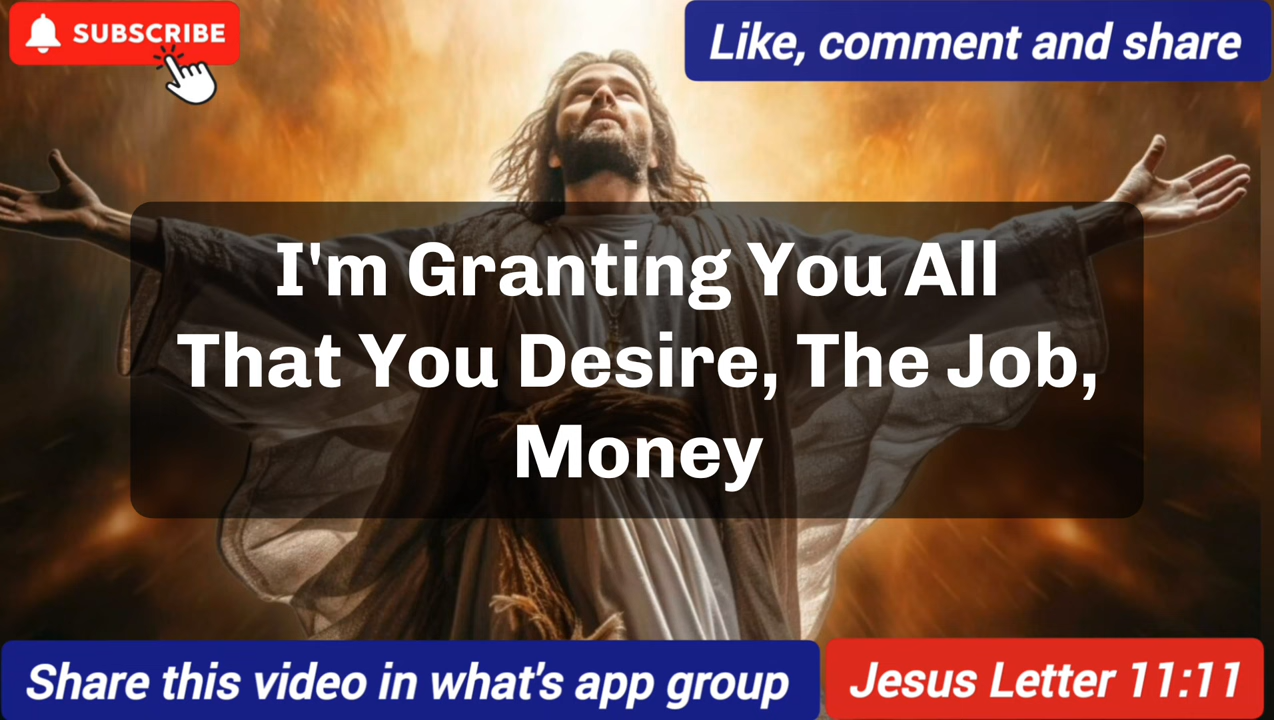 SUBSCRIBE
Like, comment and share
I'm Granting You All
That You Desire, The Job,
Money
Share this video in what's app group
Jesus Letter 11:11